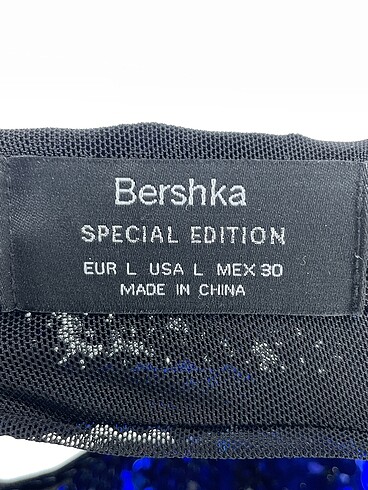 Bershka
SPECIAL EDITION
EUR L USA L MEX 30
MADE IN CHINA